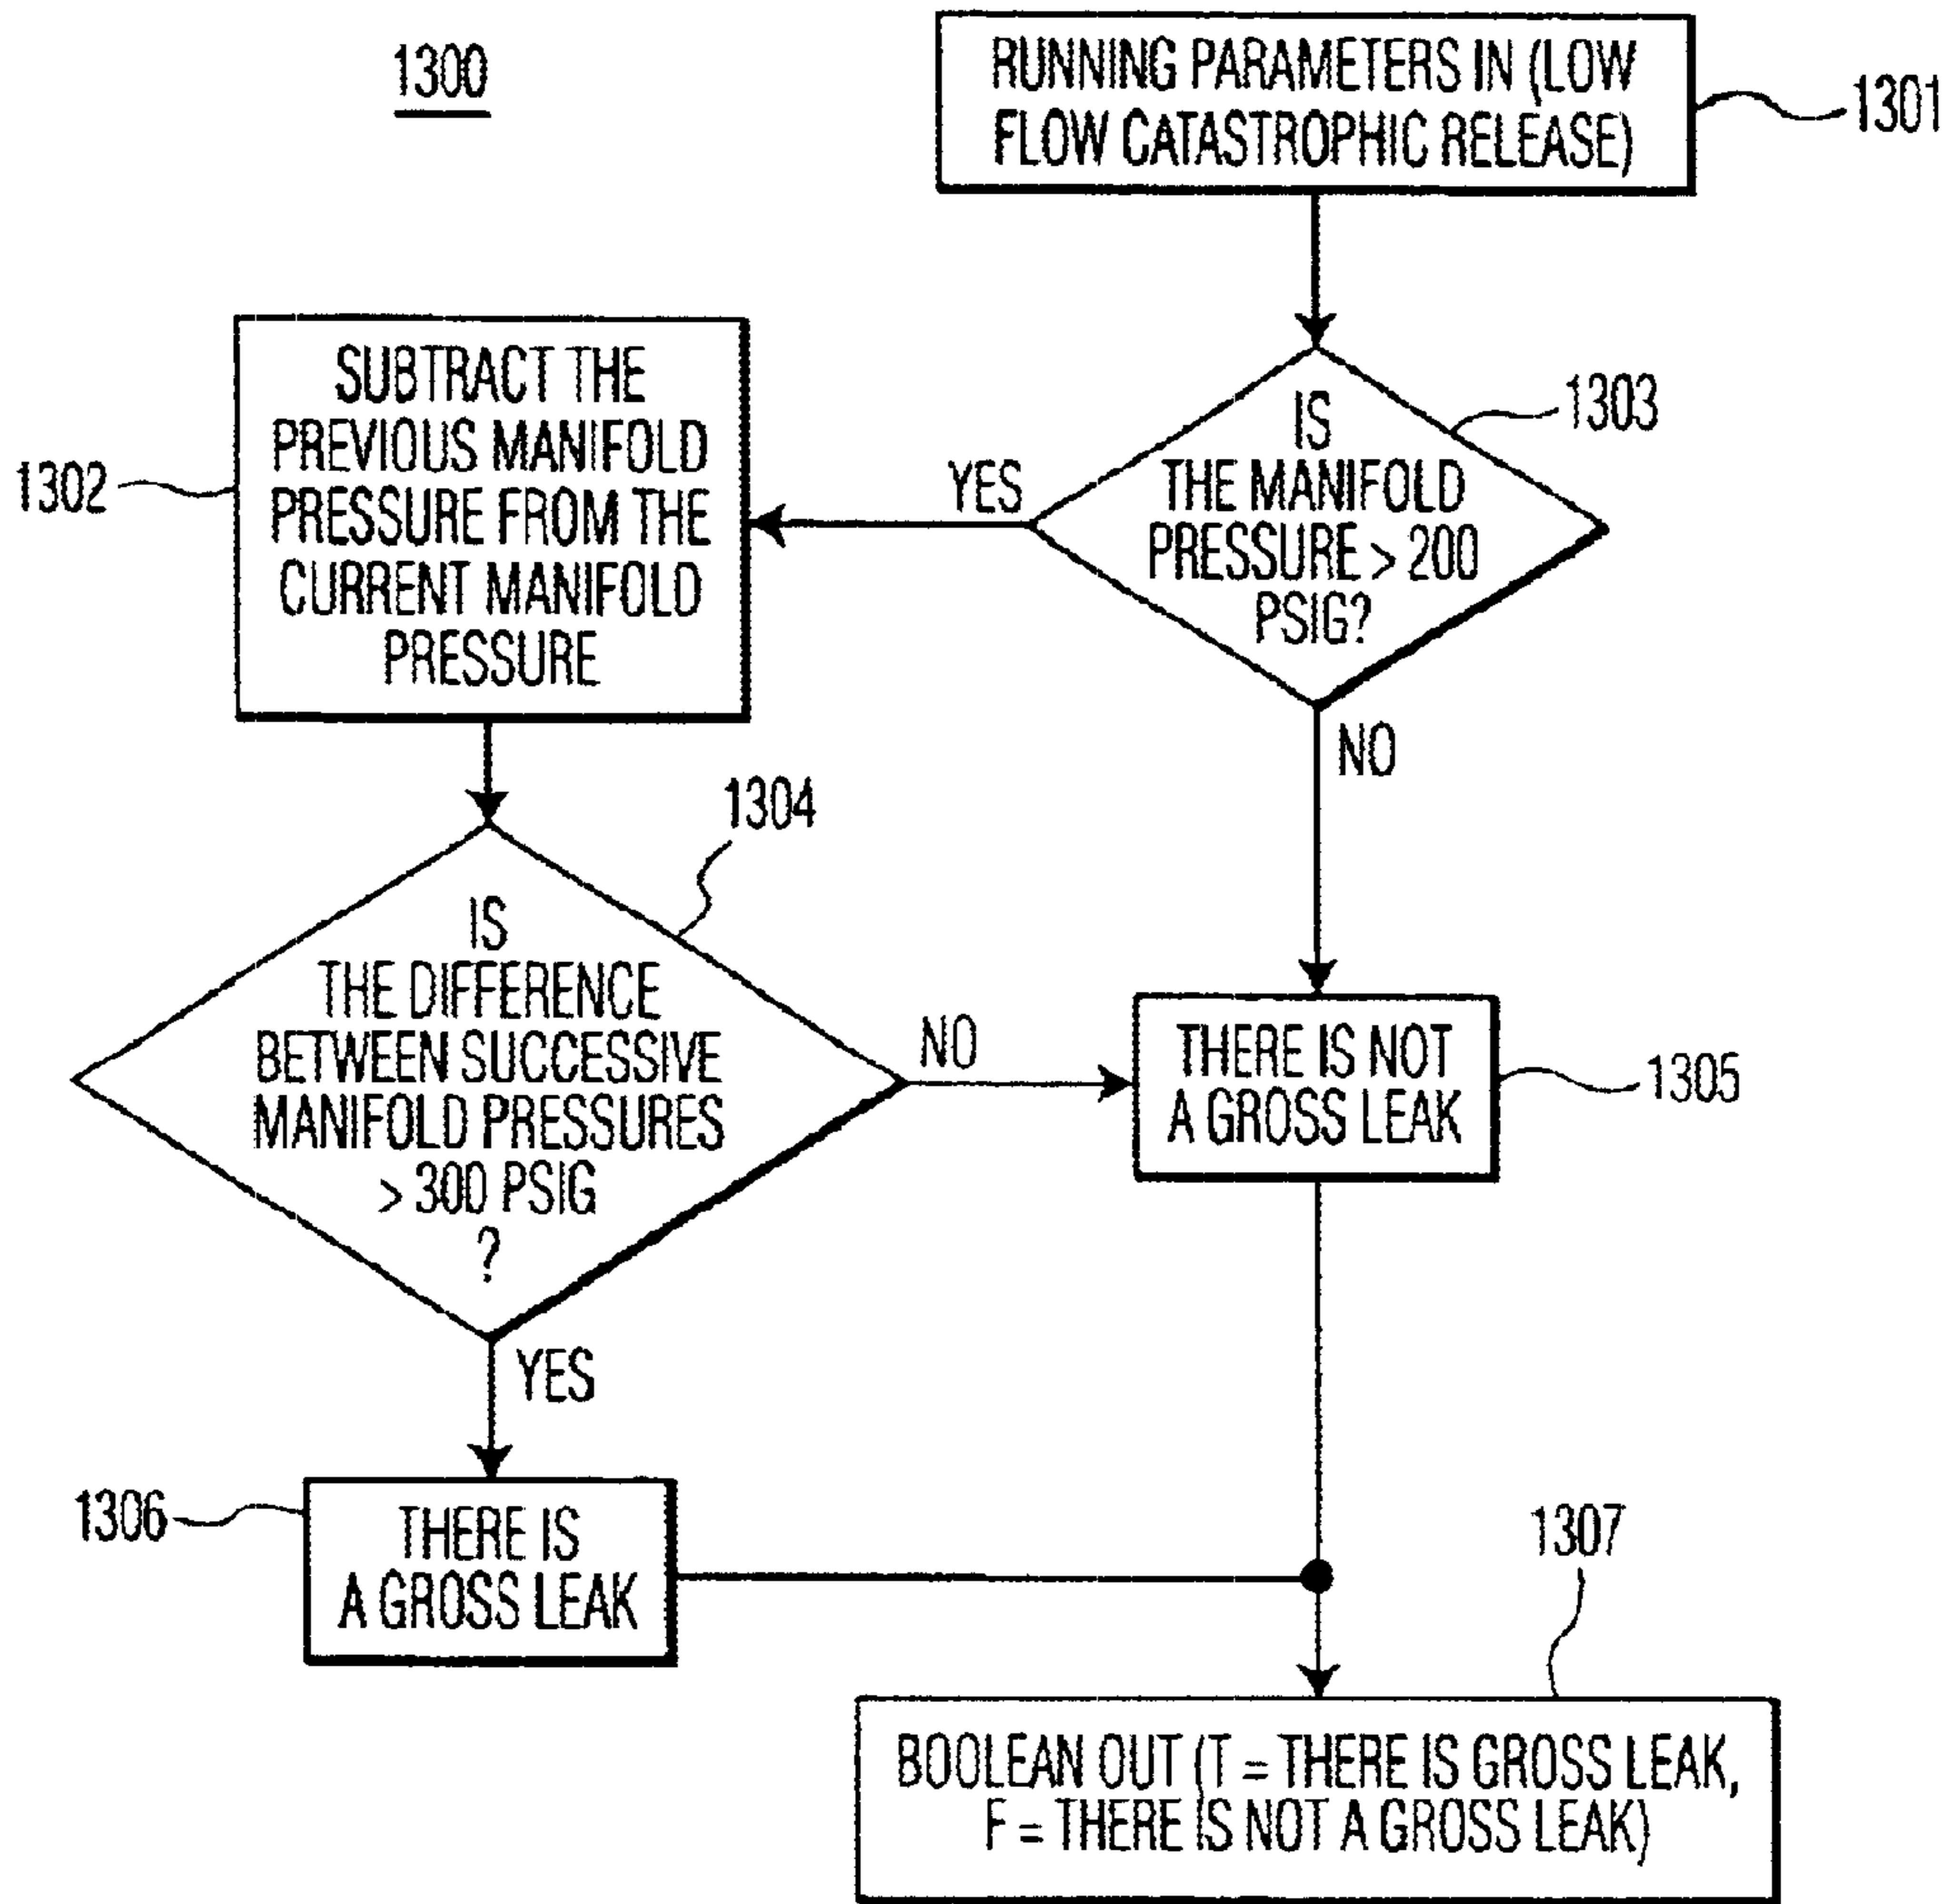 1300
RUNNING PARAMETERS IN (LOW
FLOW CATASTROPHIC RELEASE)
1301
SUBTRACT THE
PREVIOUS MANIFOLD
PRESSURE FROM THE
CURRENT MANIFOLD
PRESSURE
1302
YES
IS
THE MANIFOLD
PRESSURE > 200
PSIG?
1303
NO
1304
IS
THE DIFFERENCE
BETWEEN SUCCESSIVE
MANIFOLD PRESSURES
> 300 PSIG
?
NO
THERE IS NOT
A GROSS LEAK
1305
YES
1306
THERE IS
A GROSS LEAK
1307
BOOLEAN OUT (T = THERE IS GROSS LEAK,
F = THERE IS NOT A GROSS LEAK)